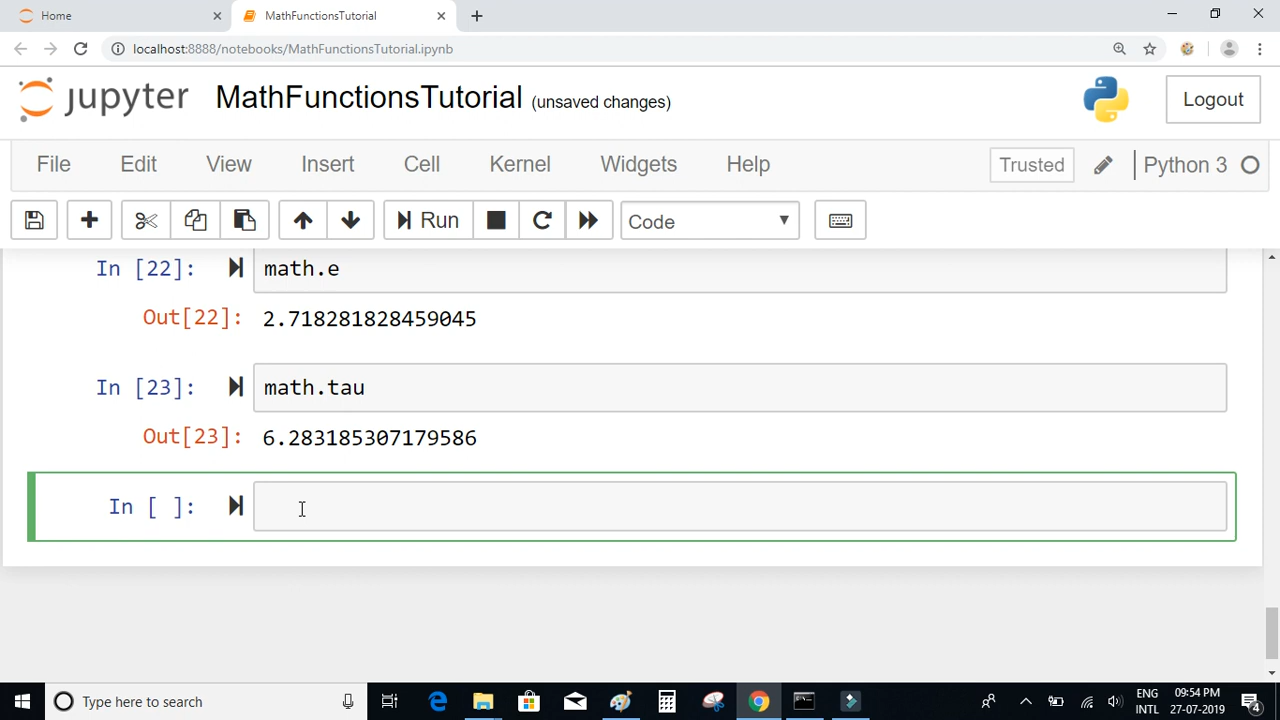 Home
MathFunctionsTutorial
localhost:8888/notebooks/MathFunctionsTutorial.ipynb
jupyter MathFunctionsTutorial (unsaved changes)
Logout
File Edit View Insert Cell Kernel Widgets Help Trusted Python 3
Run Code
In [22]: math.e
Out[22]: 2.718281828459045
In [23]: math.tau
Out[23]: 6.283185307179586
In [ ]:
Type here to search
ENG 09:54 PM
INTL 27-07-2019
4